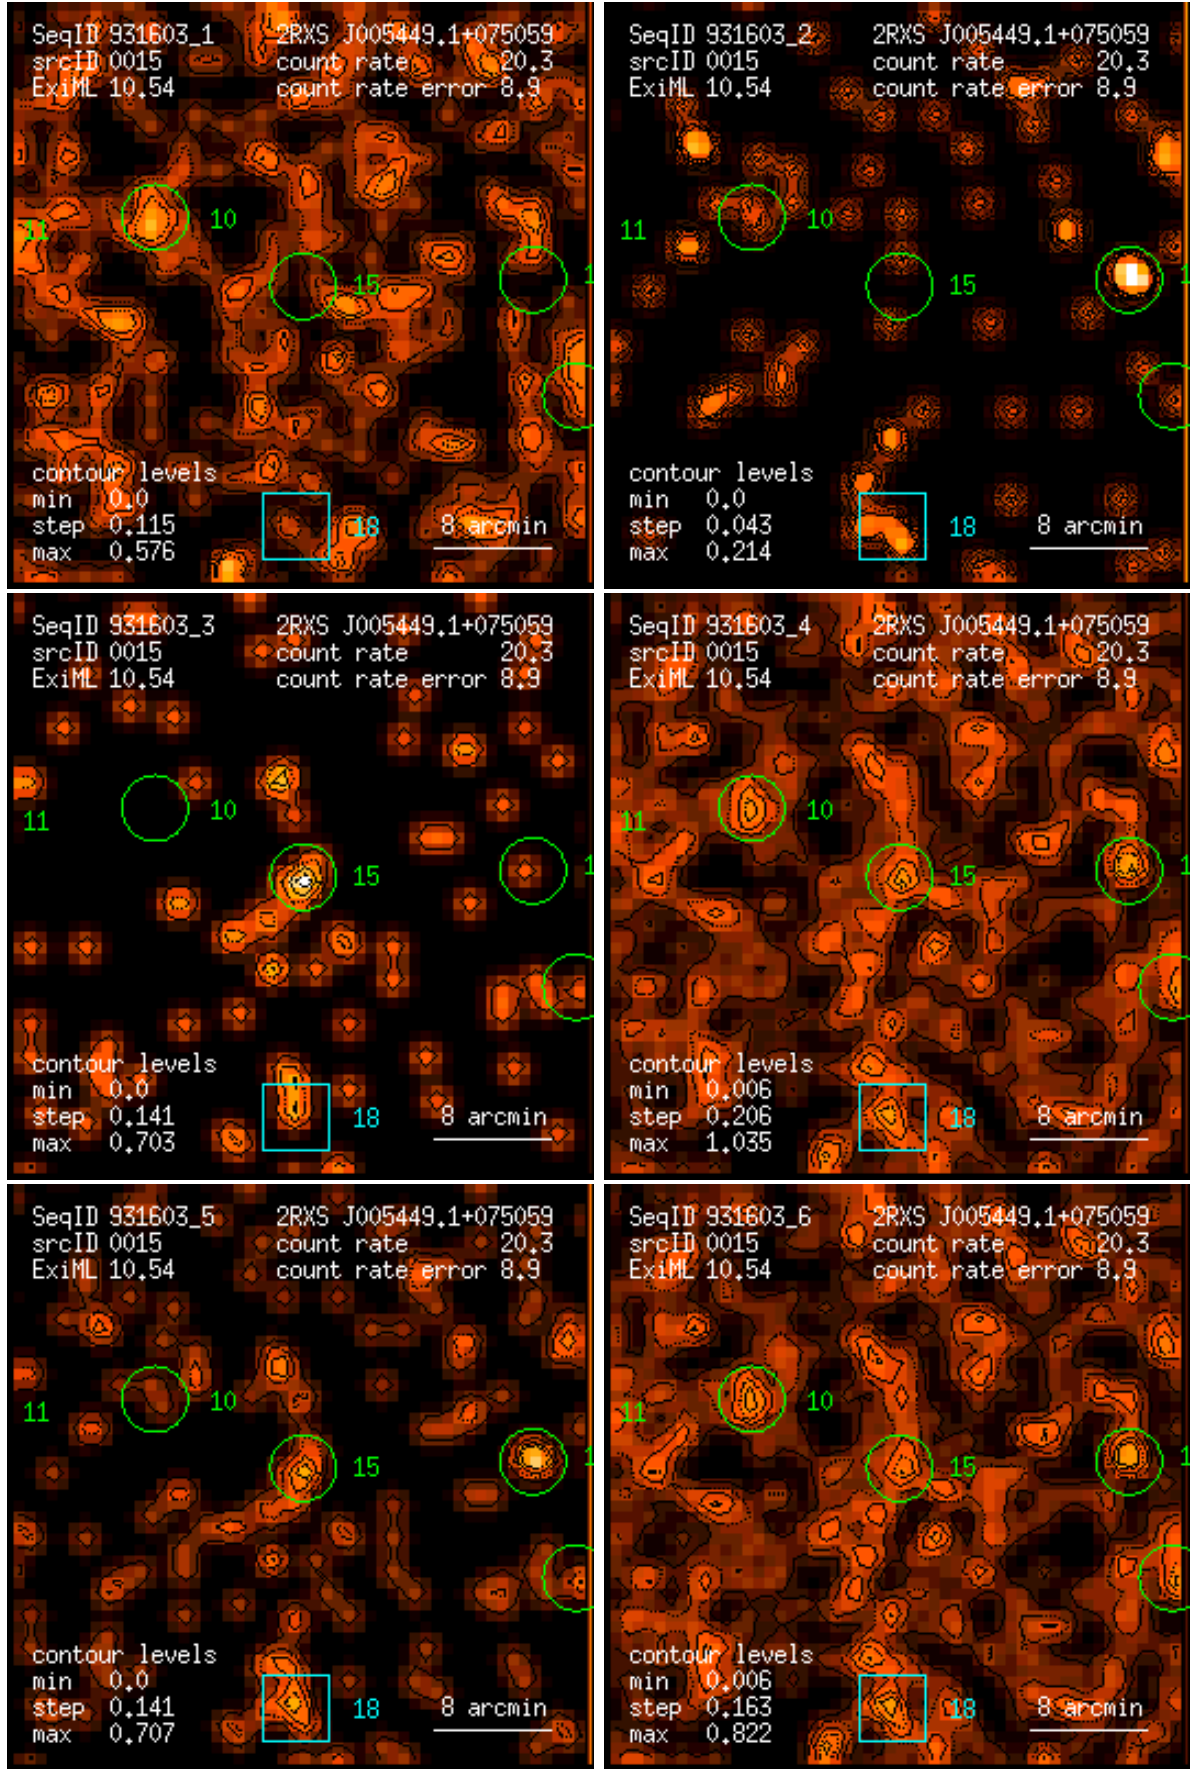 SeqID 931603_1 2RXS J005449.1+075059
srcID 0015 count rate 20.3
ExiML 10.54 count rate error 8.9
11 10
15 1
contour levels
min 0.0
step 0.115 18 8 arcmin
max 0.576
SeqID 931603_2 2RXS J005449.1+075059
srcID 0015 count rate 20.3
ExiML 10.54 count rate error 8.9
11 10
15 1
contour levels
min 0.0
step 0.043 18 8 arcmin
max 0.214
SeqID 931603_3 2RXS J005449.1+075059
srcID 0015 count rate 20.3
ExiML 10.54 count rate error 8.9
11 10
15 1
contour levels
min 0.0
step 0.141 18 8 arcmin
max 0.703
SeqID 931603_4 2RXS J005449.1+075059
srcID 0015 count rate 20.3
ExiML 10.54 count rate error 8.9
11 10
15 1
contour levels
min 0.006
step 0.206 18 8 arcmin
max 1.035
SeqID 931603_5 2RXS J005449.1+075059
srcID 0015 count rate 20.3
ExiML 10.54 count rate error 8.9
11 10
15 1
contour levels
min 0.0
step 0.141 18 8 arcmin
max 0.707
SeqID 931603_6 2RXS J005449.1+075059
srcID 0015 count rate 20.3
ExiML 10.54 count rate error 8.9
11 10
15 1
contour levels
min 0.006
step 0.163 18 8 arcmin
max 0.822